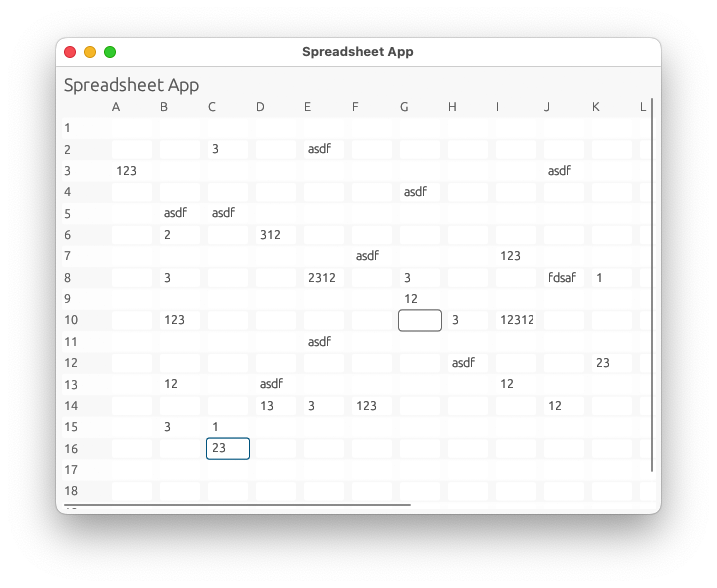 Spreadsheet App
Spreadsheet App
A B C D E F G H I J K L
1
2 3 asdf
3 123 asdf
4 asdf
5 asdf asdf
6 2 312
7 asdf 123
8 3 2312 3 fdsaf 1
9 12
10 123 3 12312
11 asdf
12 asdf 23
13 12 asdf 12
14 13 3 123 12
15 3 1
16 23
17
18